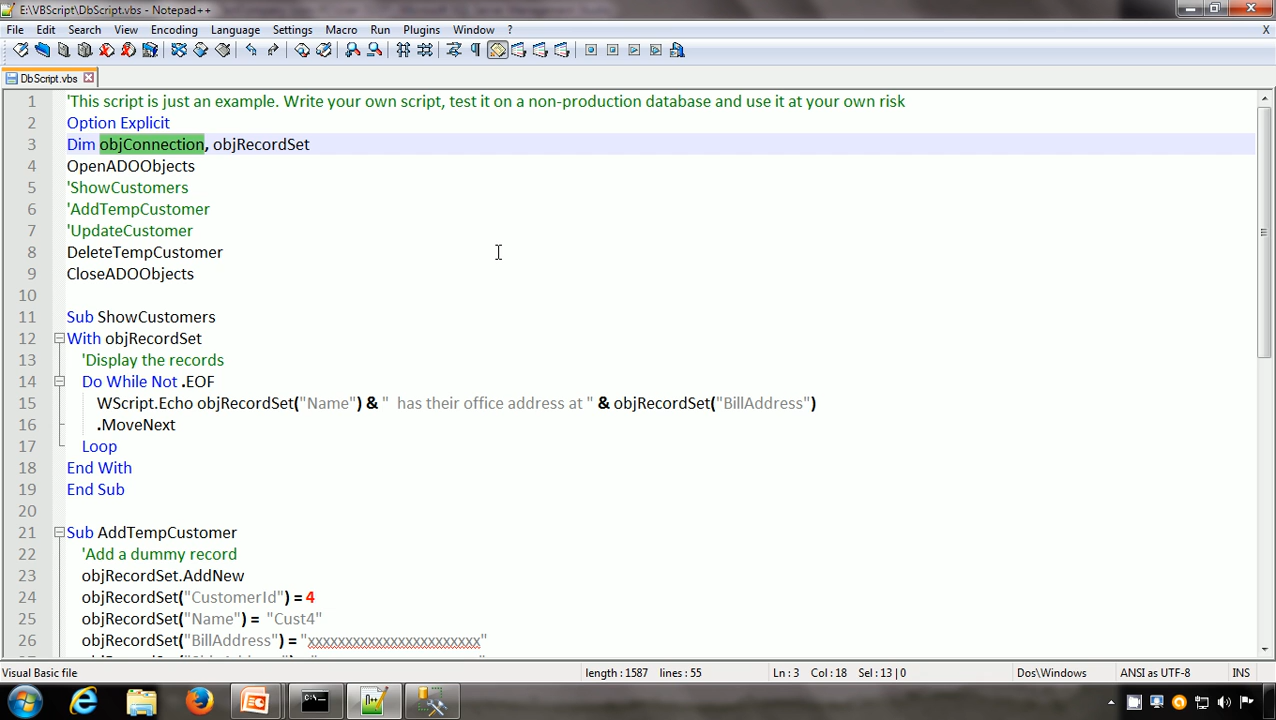 E:\VBScript\DbScript.vbs - Notepad++
File Edit Search View Encoding Language Settings Macro Run Plugins Window ? X
DbScript.vbs
1 'This script is just an example. Write your own script, test it on a non-production database and use it at your own risk
2 Option Explicit
3 Dim objConnection, objRecordSet
4 OpenADOObjects
5 'ShowCustomers
6 'AddTempCustomer
7 'UpdateCustomer
8 DeleteTempCustomer
9 CloseADOObjects
10
11 Sub ShowCustomers
12 With objRecordSet
13 'Display the records
14 Do While Not .EOF
15 WScript.Echo objRecordSet("Name") & "  has their office address at " & objRecordSet("BillAddress")
16 .MoveNext
17 Loop
18 End With
19 End Sub
20
21 Sub AddTempCustomer
22 'Add a dummy record
23 objRecordSet.AddNew
24 objRecordSet("CustomerId") = 4
25 objRecordSet("Name") = "Cust4"
26 objRecordSet("BillAddress") = "xxxxxxxxxxxxxxxxxxxxxxx"
Visual Basic file length : 1587 lines : 55 Ln : 3 Col : 18 Sel : 13 | 0 Dos\Windows ANSI as UTF-8 INS